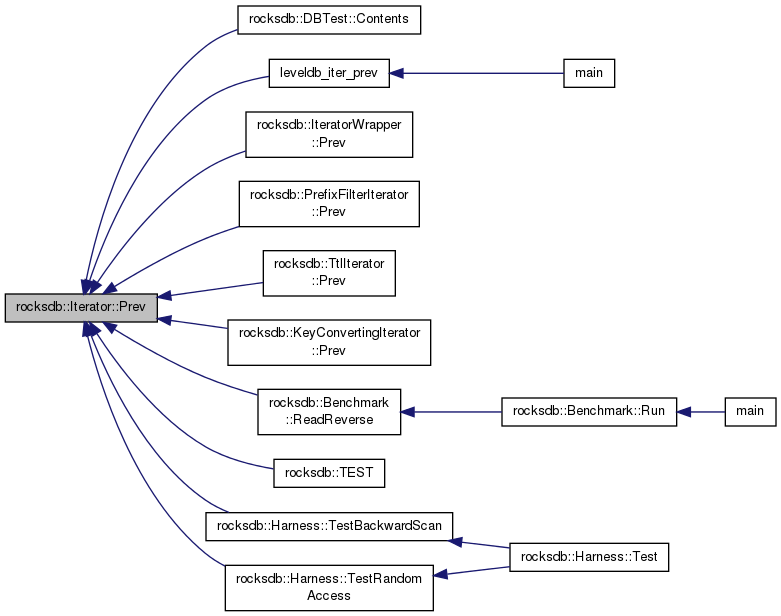 rocksdb::DBTest::Contents
leveldb_iter_prev
main
rocksdb::IteratorWrapper
::Prev
rocksdb::PrefixFilterIterator
::Prev
rocksdb::TtlIterator
::Prev
rocksdb::Iterator::Prev
rocksdb::KeyConvertingIterator
::Prev
rocksdb::Benchmark
::ReadReverse
rocksdb::Benchmark::Run
main
rocksdb::TEST
rocksdb::Harness::TestBackwardScan
rocksdb::Harness::Test
rocksdb::Harness::TestRandom
Access